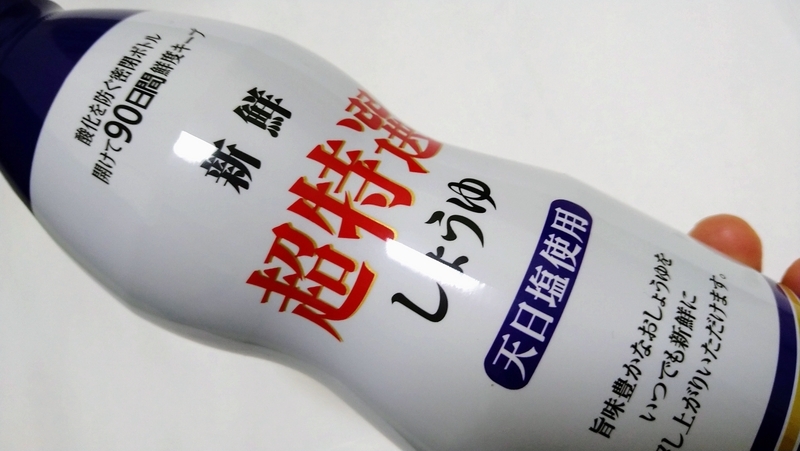 酸化を防ぐ密閉ボトル
開けて90日間鮮度キープ
新鮮
超特選
しょうゆ
天日塩使用
旨味豊かなおしょうゆを
いつでも新鮮に
召し上がりいただけます。